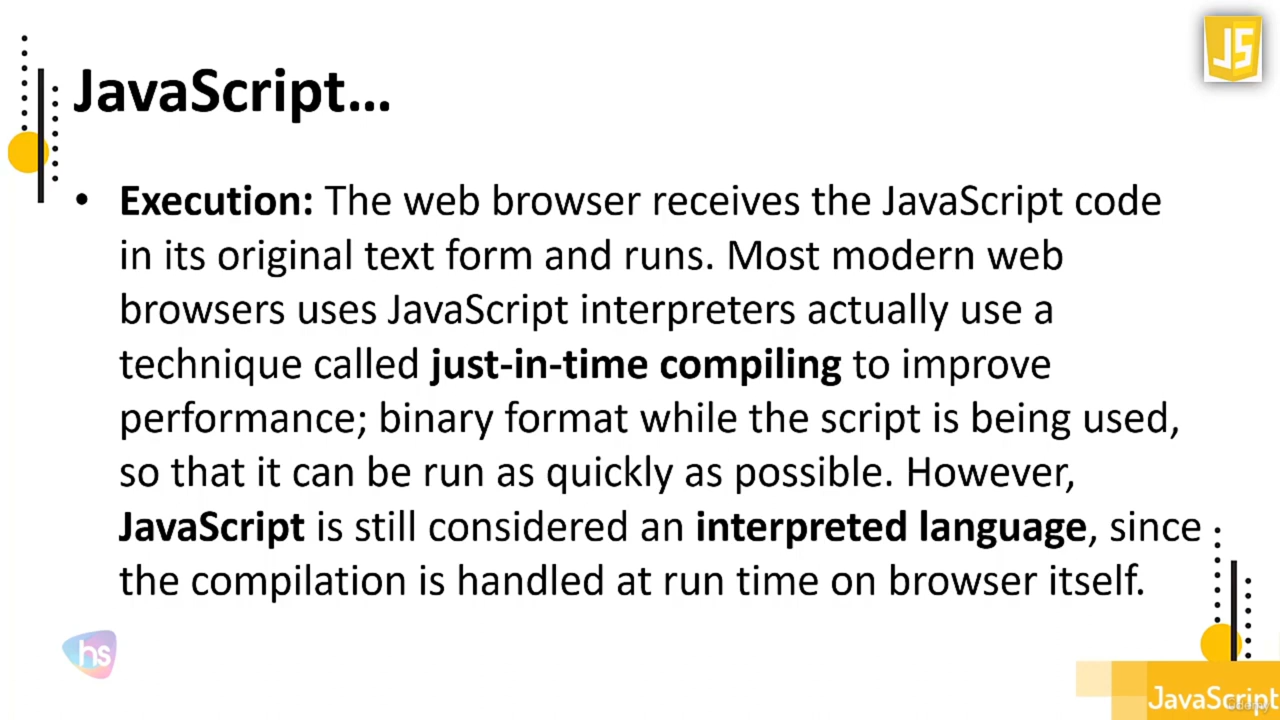 JS
JavaScript...
• Execution: The web browser receives the JavaScript code
in its original text form and runs. Most modern web
browsers uses JavaScript interpreters actually use a
technique called just-in-time compiling to improve
performance; binary format while the script is being used,
so that it can be run as quickly as possible. However,
JavaScript is still considered an interpreted language, since
the compilation is handled at run time on browser itself.
hs
JavaScript
Udemy